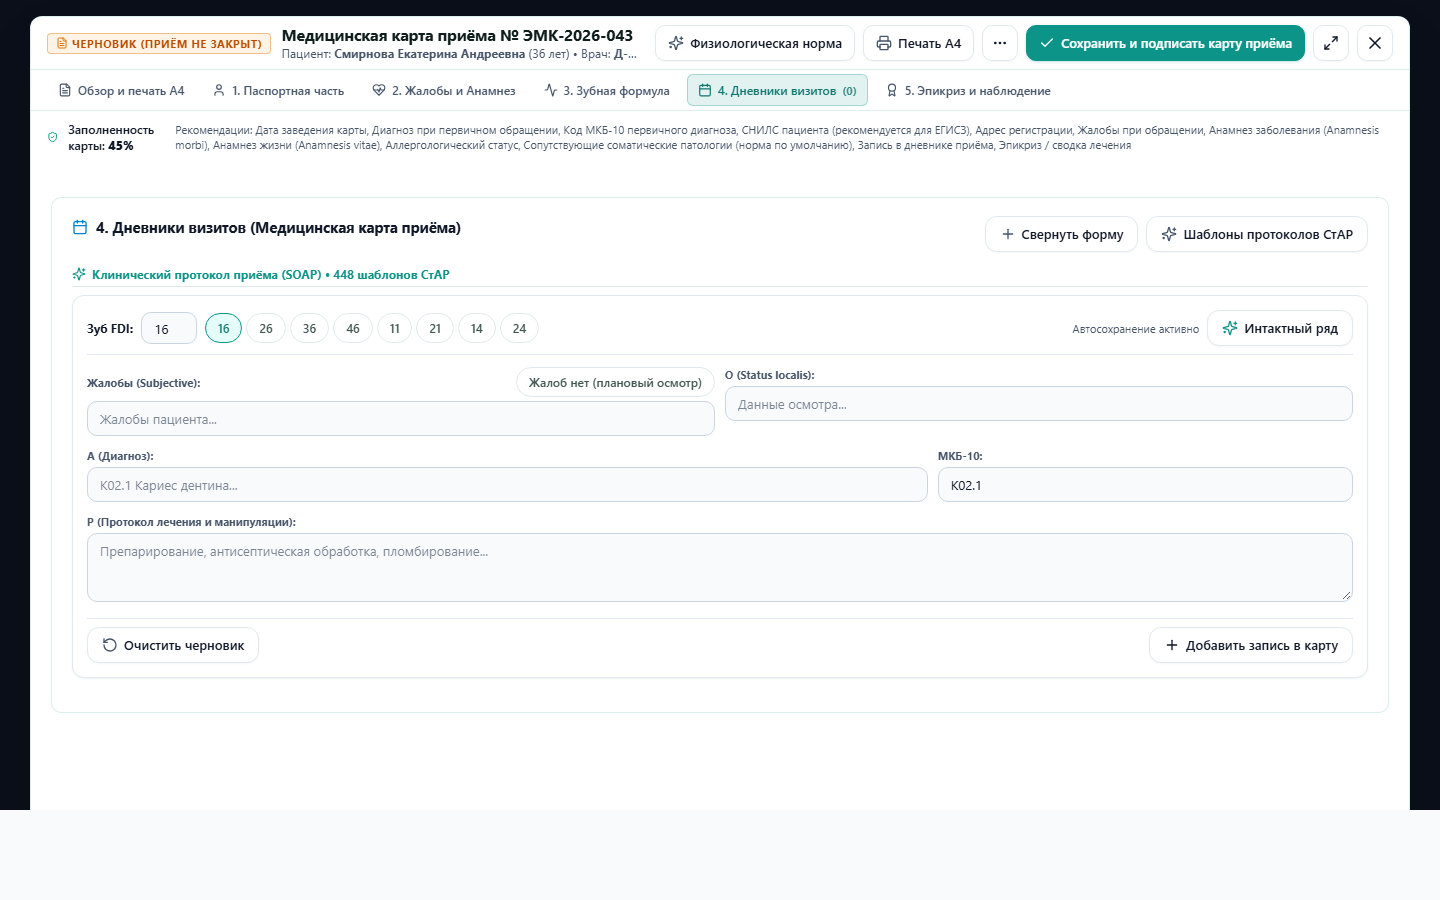 ЧЕРНОВИК (ПРИЁМ НЕ ЗАКРЫТ)
Медицинская карта приёма № ЭМК-2026-043
Пациент: Смирнова Екатерина Андреевна (36 лет) • Врач: Д-...
Физиологическая норма
Печать А4
Сохранить и подписать карту приёма
Обзор и печать А4
1. Паспортная часть
2. Жалобы и Анамнез
3. Зубная формула
4. Дневники визитов (0)
5. Эпикриз и наблюдение
Заполненность
карты: 45%
Рекомендации: Дата заведения карты, Диагноз при первичном обращении, Код МКБ-10 первичного диагноза, СНИЛС пациента (рекомендуется для ЕГИСЗ), Адрес регистрации, Жалобы при обращении, Анамнез заболевания (Anamnesis
morbi), Анамнез жизни (Anamnesis vitae), Аллергологический статус, Сопутствующие соматические патологии (норма по умолчанию), Запись в дневнике приёма, Эпикриз / сводка лечения
4. Дневники визитов (Медицинская карта приёма)
Свернуть форму
Шаблоны протоколов СтАР
Клинический протокол приёма (SOAP) • 448 шаблонов СтАР
Зуб FDI: 16 16 26 36 46 11 21 14 24
Автосохранение активно
Интактный ряд
Жалобы (Subjective):
Жалоб нет (плановый осмотр)
Жалобы пациента...
O (Status localis):
Данные осмотра...
A (Диагноз):
K02.1 Кариес дентина...
МКБ-10:
K02.1
P (Протокол лечения и манипуляции):
Препарирование, антисептическая обработка, пломбирование...
Очистить черновик
Добавить запись в карту